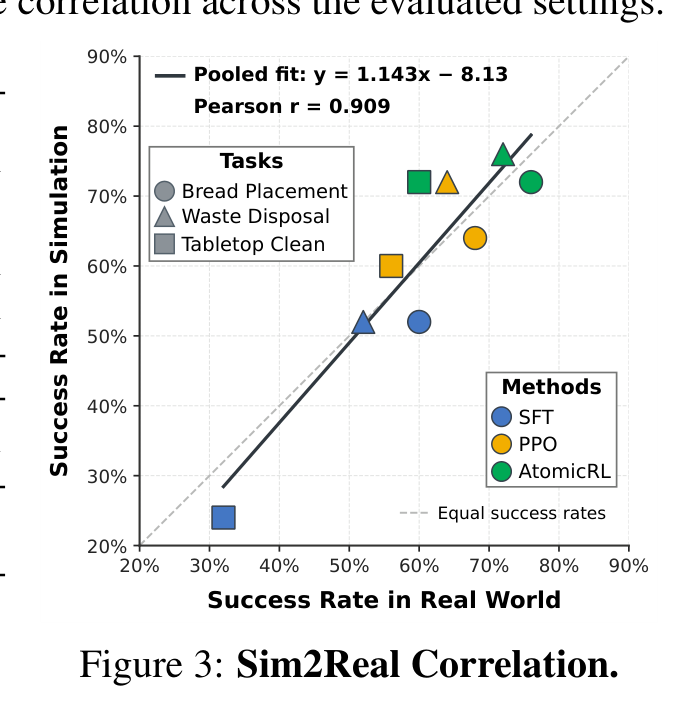 e correlation across the evaluated settings.
90%
80%
70%
60%
50%
40%
30%
20%
Success Rate in Simulation
Pooled fit: y = 1.143x − 8.13
Pearson r = 0.909
Tasks
Bread Placement
Waste Disposal
Tabletop Clean
Methods
SFT
PPO
AtomicRL
Equal success rates
20% 30% 40% 50% 60% 70% 80% 90%
Success Rate in Real World
Figure 3: Sim2Real Correlation.